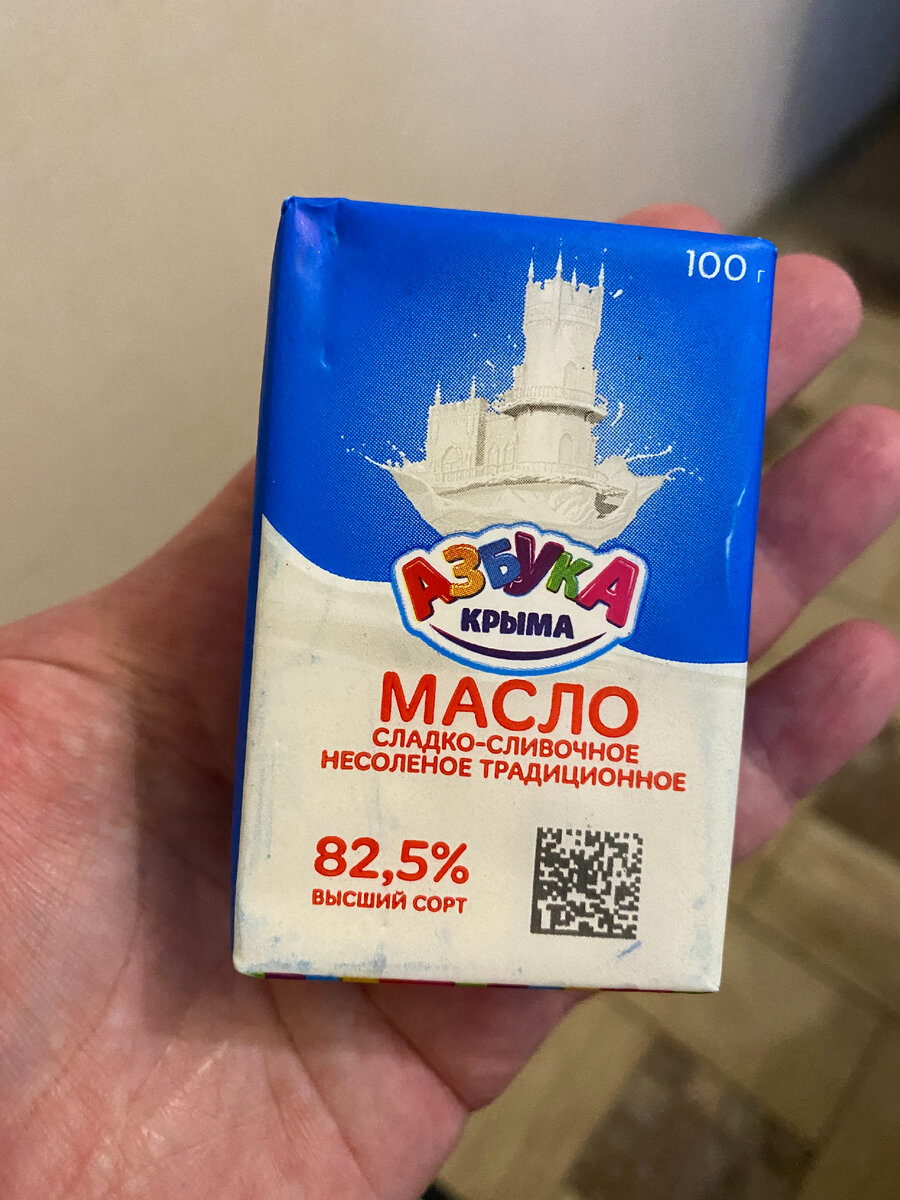 100 г
АЗБУКА
КРЫМА
МАСЛО
СЛАДКО-СЛИВОЧНОЕ
НЕСОЛЕНОЕ ТРАДИЦИОННОЕ
82,5%
ВЫСШИЙ СОРТ